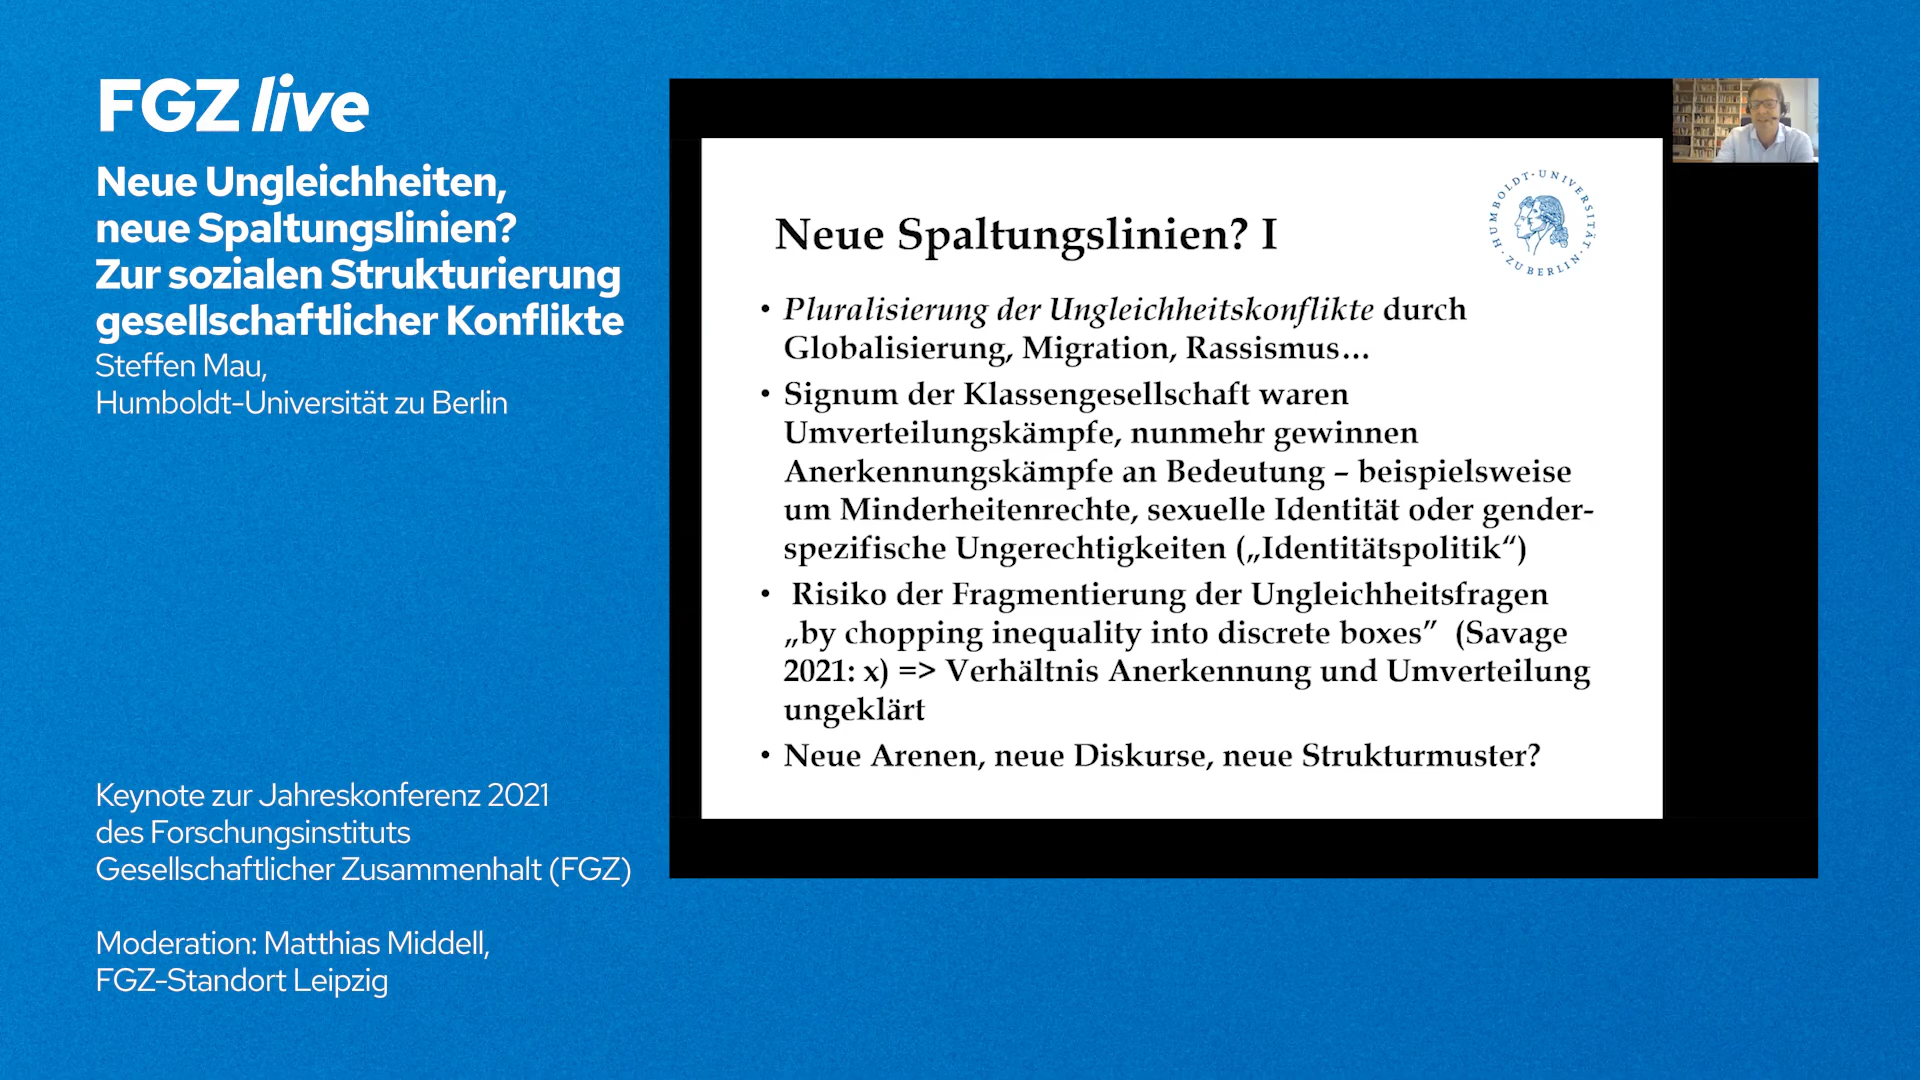 FGZ live
Neue Ungleichheiten,
neue Spaltungslinien?
Zur sozialen Strukturierung
gesellschaftlicher Konflikte
Steffen Mau,
Humboldt-Universität zu Berlin
Keynote zur Jahreskonferenz 2021
des Forschungsinstituts
Gesellschaftlicher Zusammenhalt (FGZ)
Moderation: Matthias Middell,
FGZ-Standort Leipzig
Neue Spaltungslinien? I
HUMBOLDT-UNIVERSITÄT
ZU BERLIN
• Pluralisierung der Ungleichheitskonflikte durch
Globalisierung, Migration, Rassismus…
• Signum der Klassengesellschaft waren
Umverteilungskämpfe, nunmehr gewinnen
Anerkennungskämpfe an Bedeutung – beispielsweise
um Minderheitenrechte, sexuelle Identität oder gender-
spezifische Ungerechtigkeiten („Identitätspolitik“)
• Risiko der Fragmentierung der Ungleichheitsfragen
„by chopping inequality into discrete boxes” (Savage
2021: x) => Verhältnis Anerkennung und Umverteilung
ungeklärt
• Neue Arenen, neue Diskurse, neue Strukturmuster?